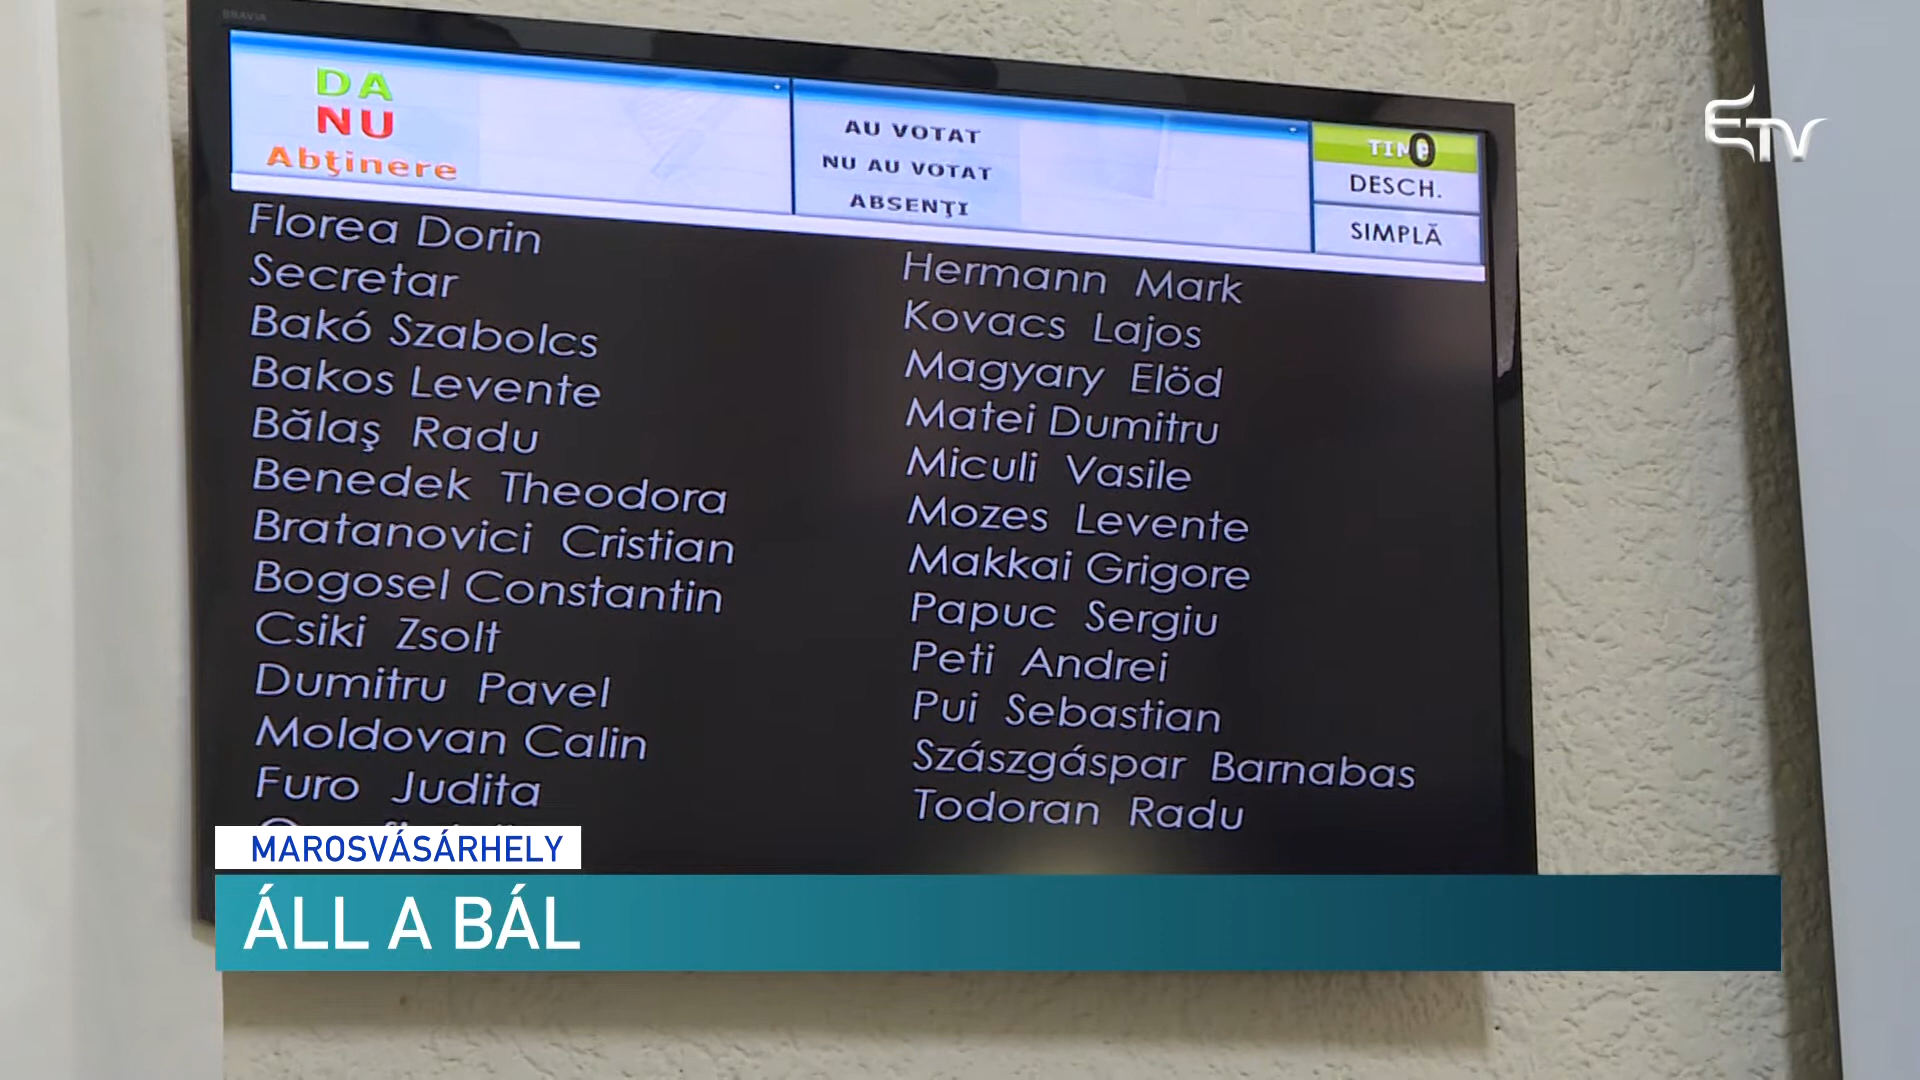 BRAVIA
DA
NU
Abţinere
AU VOTAT
NU AU VOTAT
ABSENŢI
TIMP
0
DESCH.
SIMPLĂ
ETV
Florea Dorin
Secretar
Bakó Szabolcs
Bakos Levente
Bălaş Radu
Benedek Theodora
Bratanovici Cristian
Bogosel Constantin
Csiki Zsolt
Dumitru Pavel
Moldovan Calin
Furo Judita
Hermann Mark
Kovacs Lajos
Magyary Elöd
Matei Dumitru
Miculi Vasile
Mozes Levente
Makkai Grigore
Papuc Sergiu
Peti Andrei
Pui Sebastian
Szászgáspar Barnabas
Todoran Radu
MAROSVÁSÁRHELY
ÁLL A BÁL